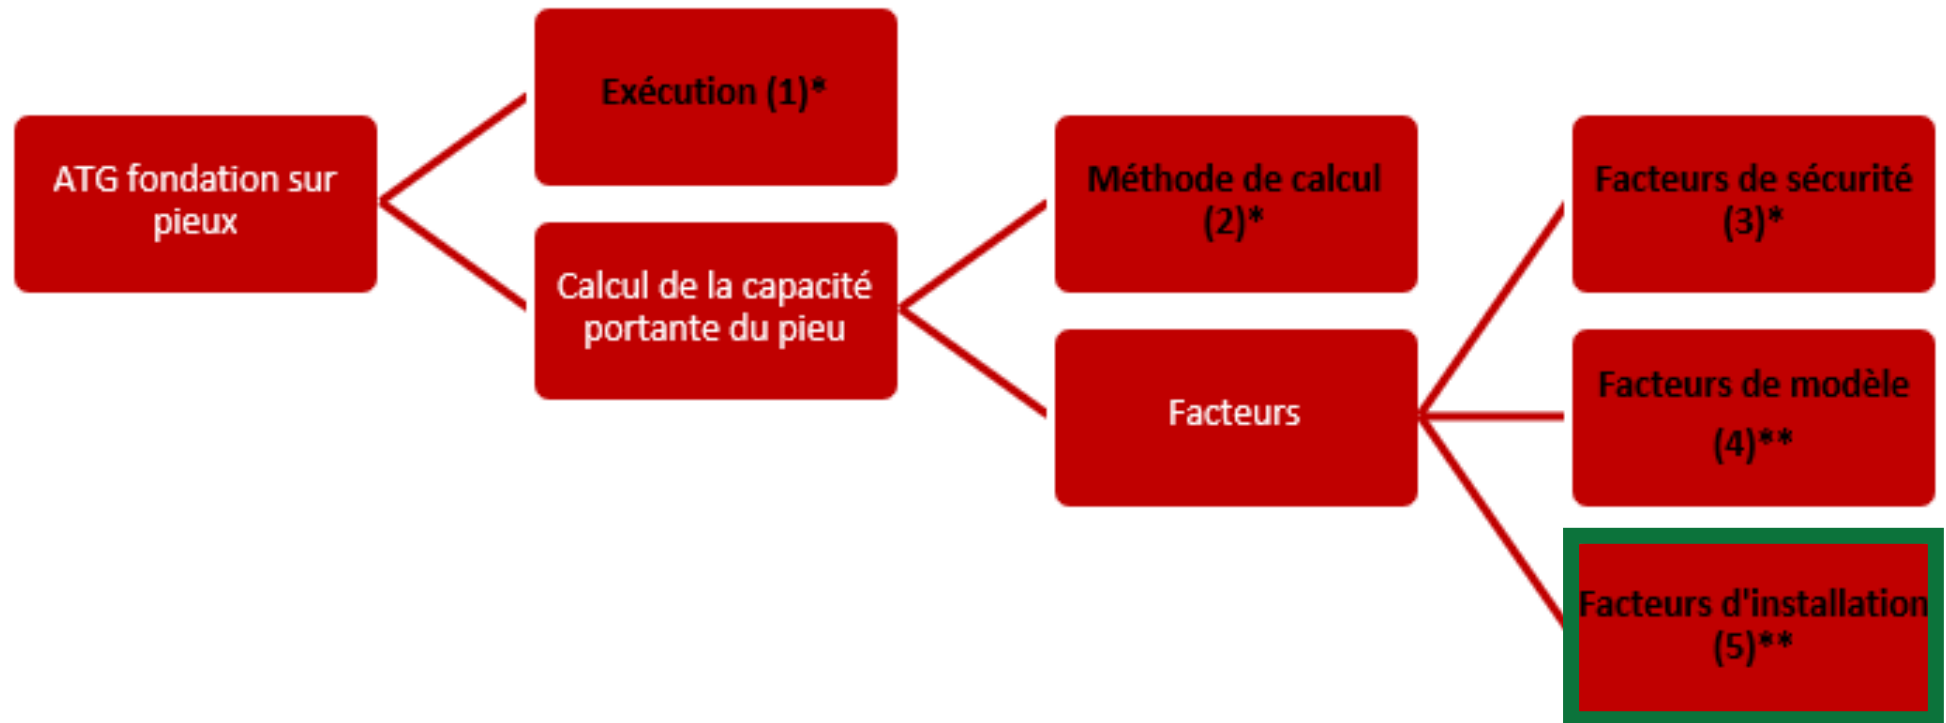 ATG fondation sur
pieux
Exécution (1)*
Calcul de la capacité
portante du pieu
Méthode de calcul
(2)*
Facteurs
Facteurs de sécurité
(3)*
Facteurs de modèle
(4)**
Facteurs d'installation
(5)**